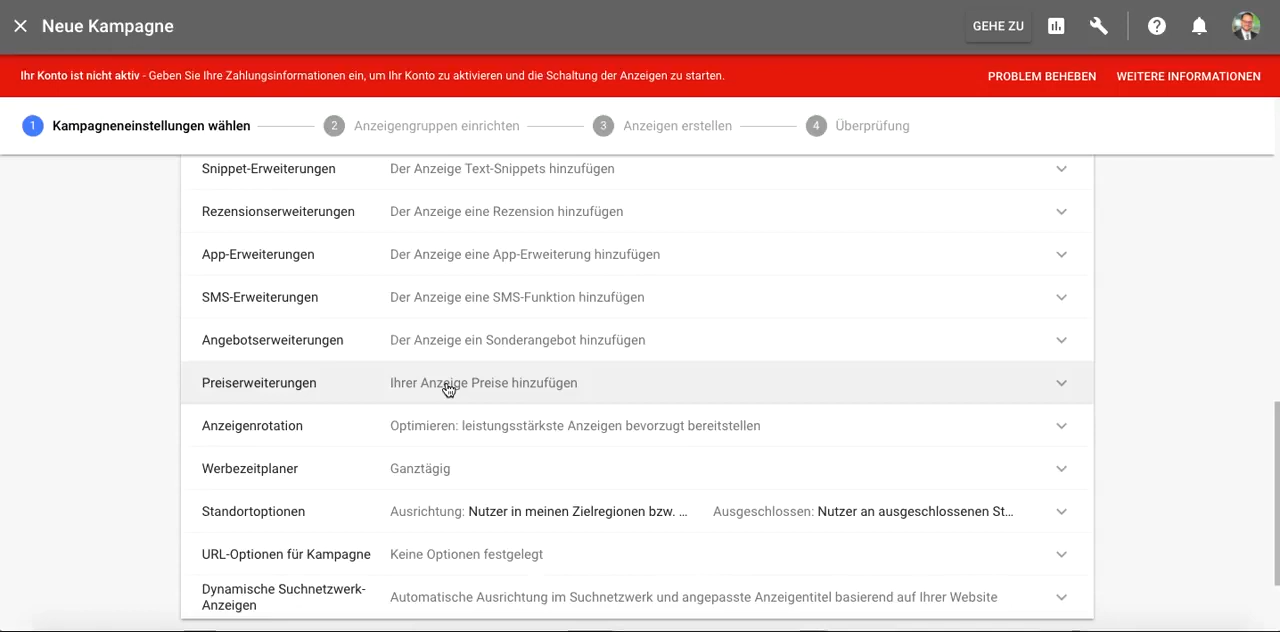 Neue Kampagne
GEHE ZU
Ihr Konto ist nicht aktiv - Geben Sie Ihre Zahlungsinformationen ein, um Ihr Konto zu aktivieren und die Schaltung der Anzeigen zu starten.
PROBLEM BEHEBEN WEITERE INFORMATIONEN
1 Kampagneneinstellungen wählen 2 Anzeigengruppen einrichten 3 Anzeigen erstellen 4 Überprüfung
Snippet-Erweiterungen Der Anzeige Text-Snippets hinzufügen
Rezensionserweiterungen Der Anzeige eine Rezension hinzufügen
App-Erweiterungen Der Anzeige eine App-Erweiterung hinzufügen
SMS-Erweiterungen Der Anzeige eine SMS-Funktion hinzufügen
Angebotserweiterungen Der Anzeige ein Sonderangebot hinzufügen
Preiserweiterungen Ihrer Anzeige Preise hinzufügen
Anzeigenrotation Optimieren: leistungsstärkste Anzeigen bevorzugt bereitstellen
Werbezeitplaner Ganztägig
Standortoptionen Ausrichtung: Nutzer in meinen Zielregionen bzw. ... Ausgeschlossen: Nutzer an ausgeschlossenen St...
URL-Optionen für Kampagne Keine Optionen festgelegt
Dynamische Suchnetzwerk-
Anzeigen
Automatische Ausrichtung im Suchnetzwerk und angepasste Anzeigentitel basierend auf Ihrer Website